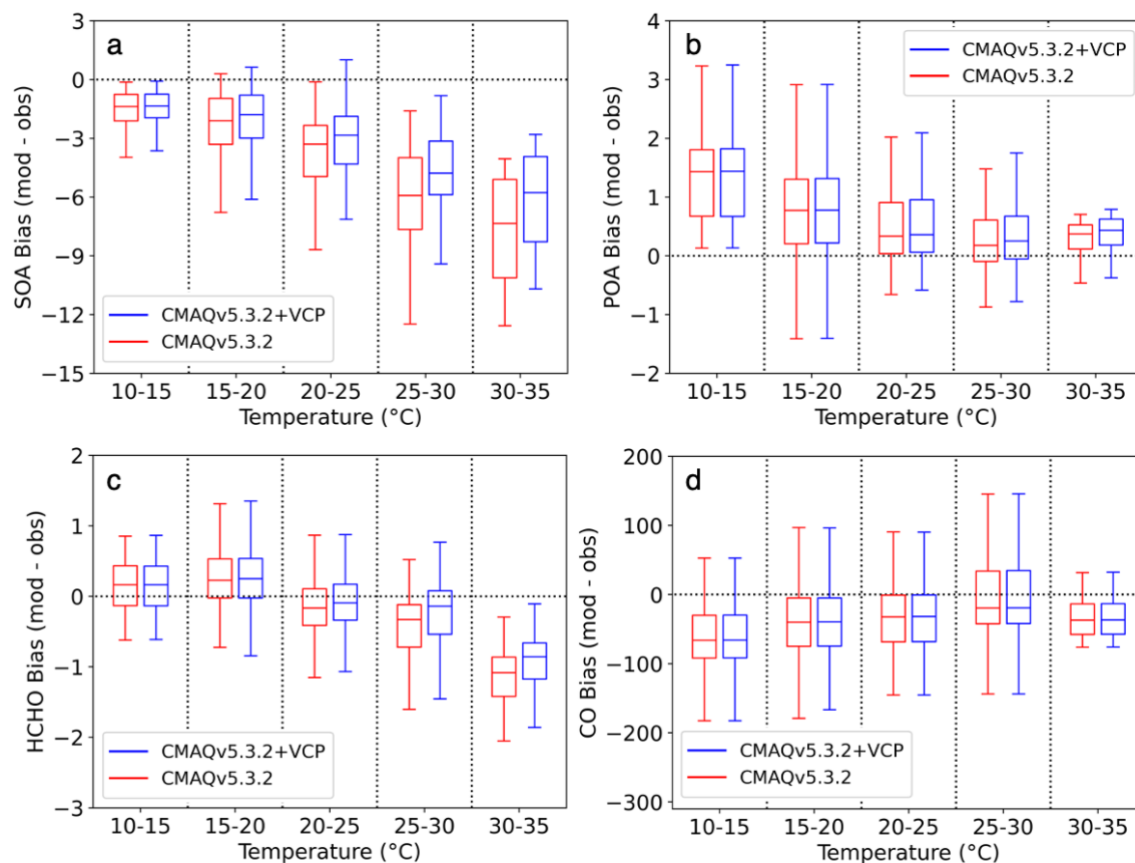 a
SOA Bias (mod - obs)
3
0
−3
−6
−9
−12
−15
CMAQv5.3.2+VCP
CMAQv5.3.2
10-15 15-20 20-25 25-30 30-35
Temperature (°C)
b
POA Bias (mod - obs)
4
3
2
1
0
−1
−2
CMAQv5.3.2+VCP
CMAQv5.3.2
10-15 15-20 20-25 25-30 30-35
Temperature (°C)
c
HCHO Bias (mod - obs)
2
1
0
−1
−2
−3
CMAQv5.3.2+VCP
CMAQv5.3.2
10-15 15-20 20-25 25-30 30-35
Temperature (°C)
d
CO Bias (mod - obs)
200
100
0
−100
−200
−300
CMAQv5.3.2+VCP
CMAQv5.3.2
10-15 15-20 20-25 25-30 30-35
Temperature (°C)